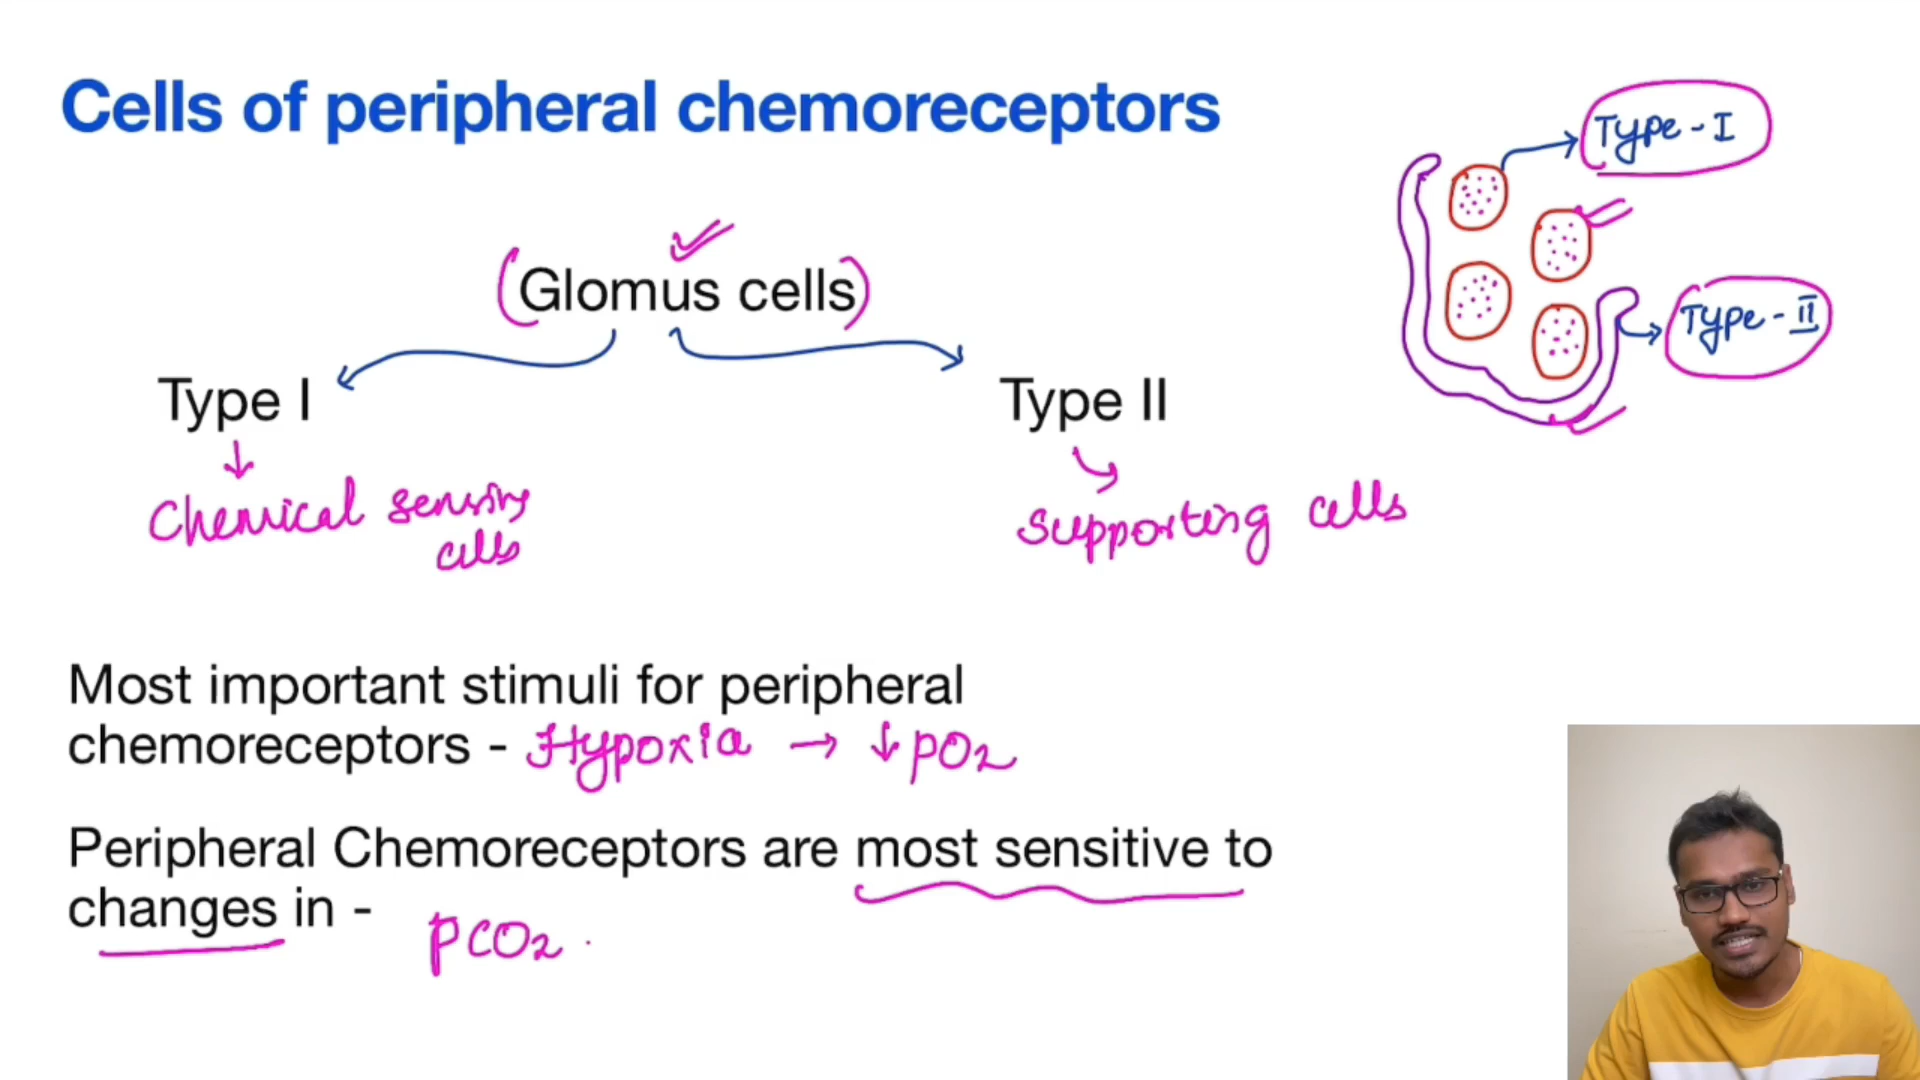 Cells of peripheral chemoreceptors
Type - I
(Glomus cells)
Type - II
Type I
Type II
Chemical sensing
cells
Supporting cells
Most important stimuli for peripheral
chemoreceptors - Hypoxia → ↓ pO2
Peripheral Chemoreceptors are most sensitive to
changes in - pCO2